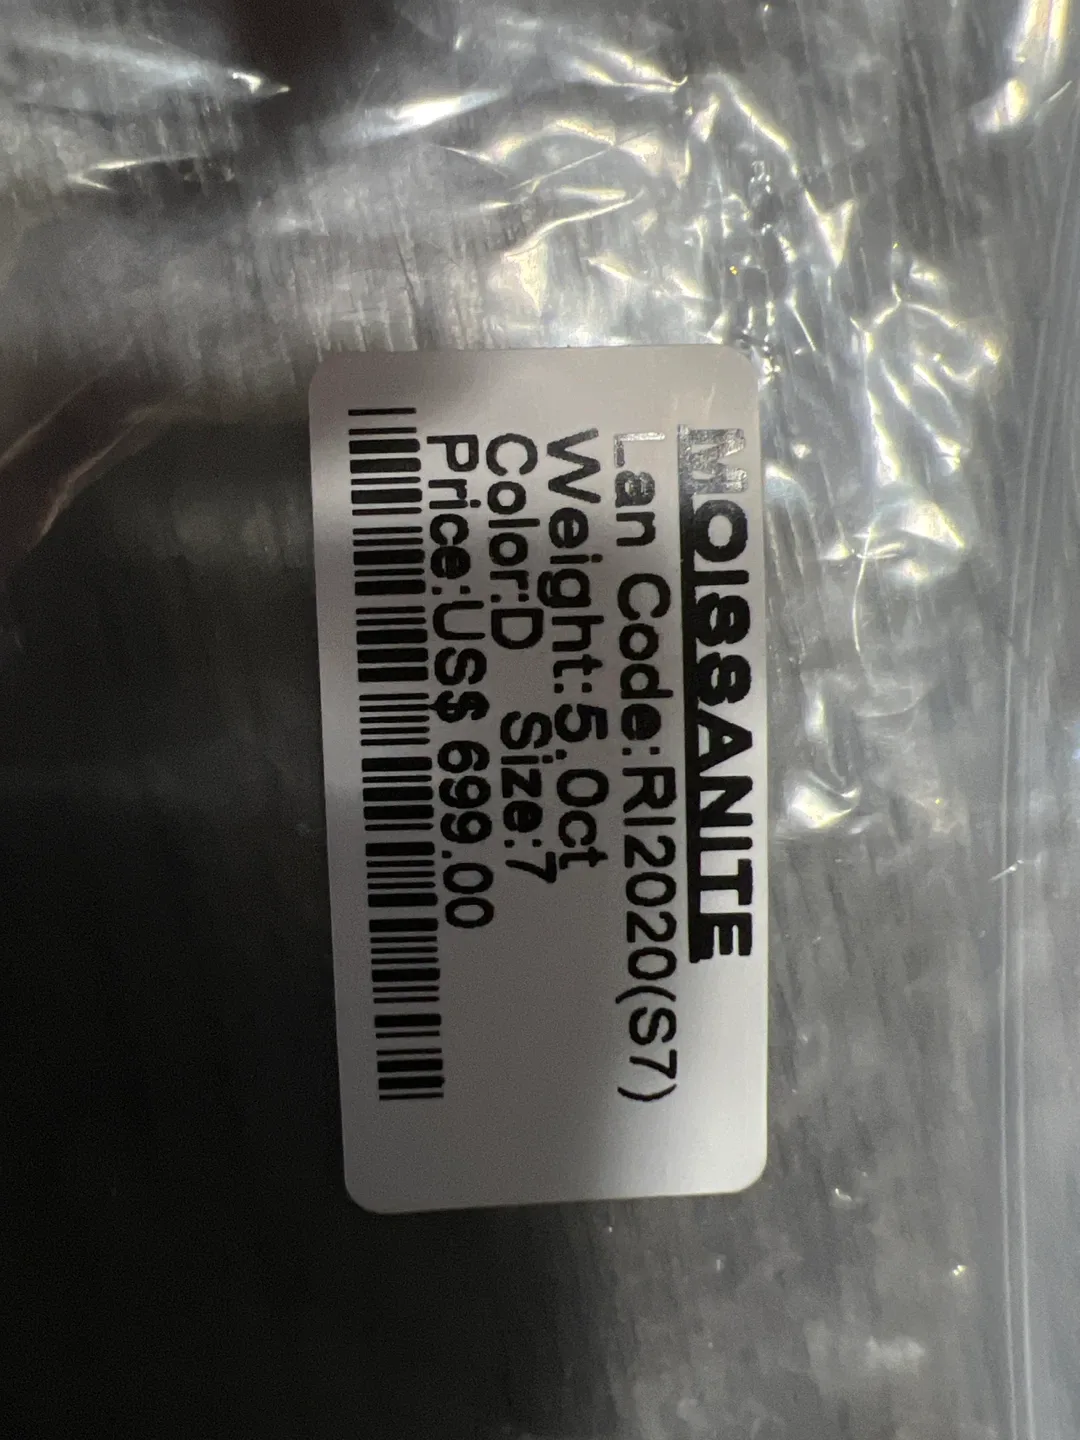 MOISSANITE
Lan Code:RI2020(S7)
Weight:5.0ct
Color:D Size:7
Price:US$ 699.00